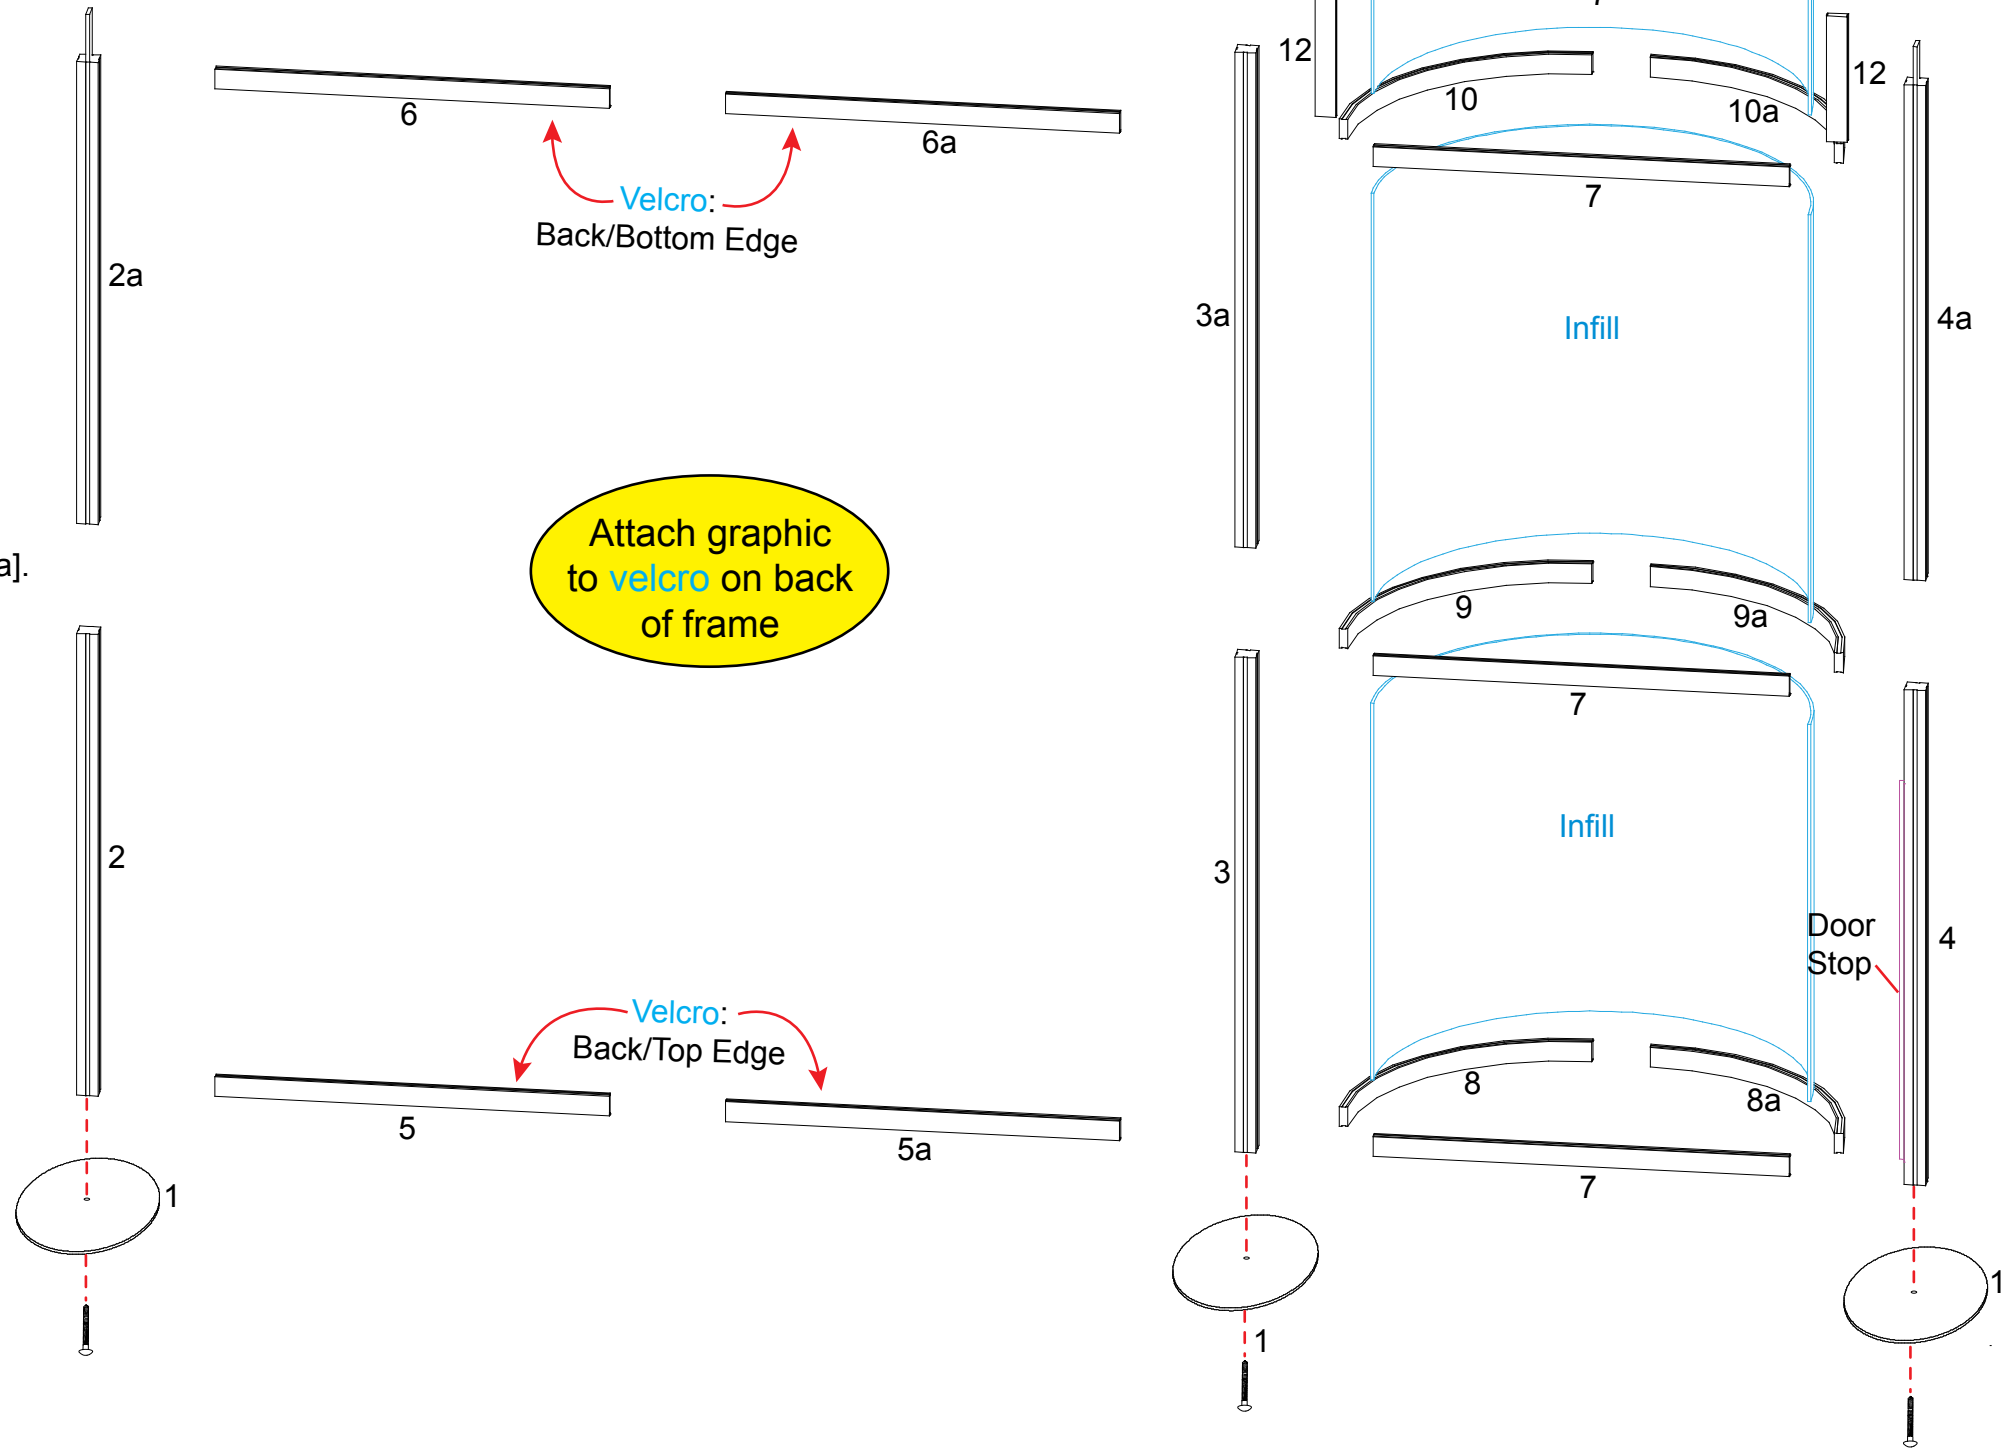 12
12
10
10a
6
6a
7
Velcro:
Back/Bottom Edge
2a
3a
Infill
4a
Attach graphic
to velcro on back
of frame
a].
9
9a
7
2
3
Infill
Door
Stop
4
Velcro:
Back/Top Edge
8
8a
5
5a
7
1
1
1